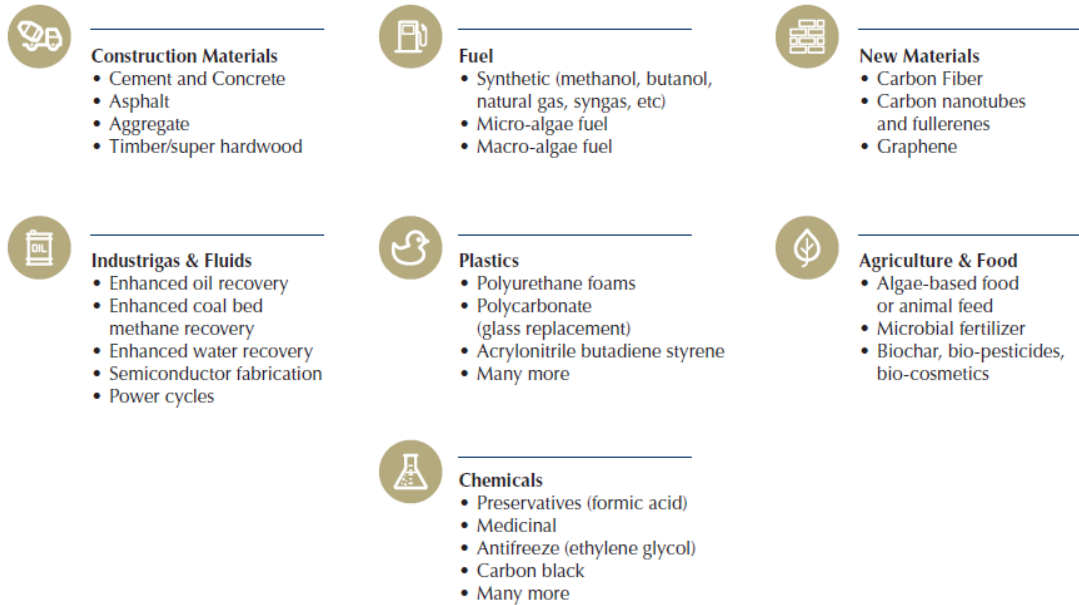 Construction Materials
• Cement and Concrete
• Asphalt
• Aggregate
• Timber/super hardwood
Fuel
• Synthetic (methanol, butanol,
natural gas, syngas, etc)
• Micro-algae fuel
• Macro-algae fuel
New Materials
• Carbon Fiber
• Carbon nanotubes
and fullerenes
• Graphene
OIL
Industrigas & Fluids
• Enhanced oil recovery
• Enhanced coal bed
methane recovery
• Enhanced water recovery
• Semiconductor fabrication
• Power cycles
Plastics
• Polyurethane foams
• Polycarbonate
(glass replacement)
• Acrylonitrile butadiene styrene
• Many more
Agriculture & Food
• Algae-based food
or animal feed
• Microbial fertilizer
• Biochar, bio-pesticides,
bio-cosmetics
Chemicals
• Preservatives (formic acid)
• Medicinal
• Antifreeze (ethylene glycol)
• Carbon black
• Many more